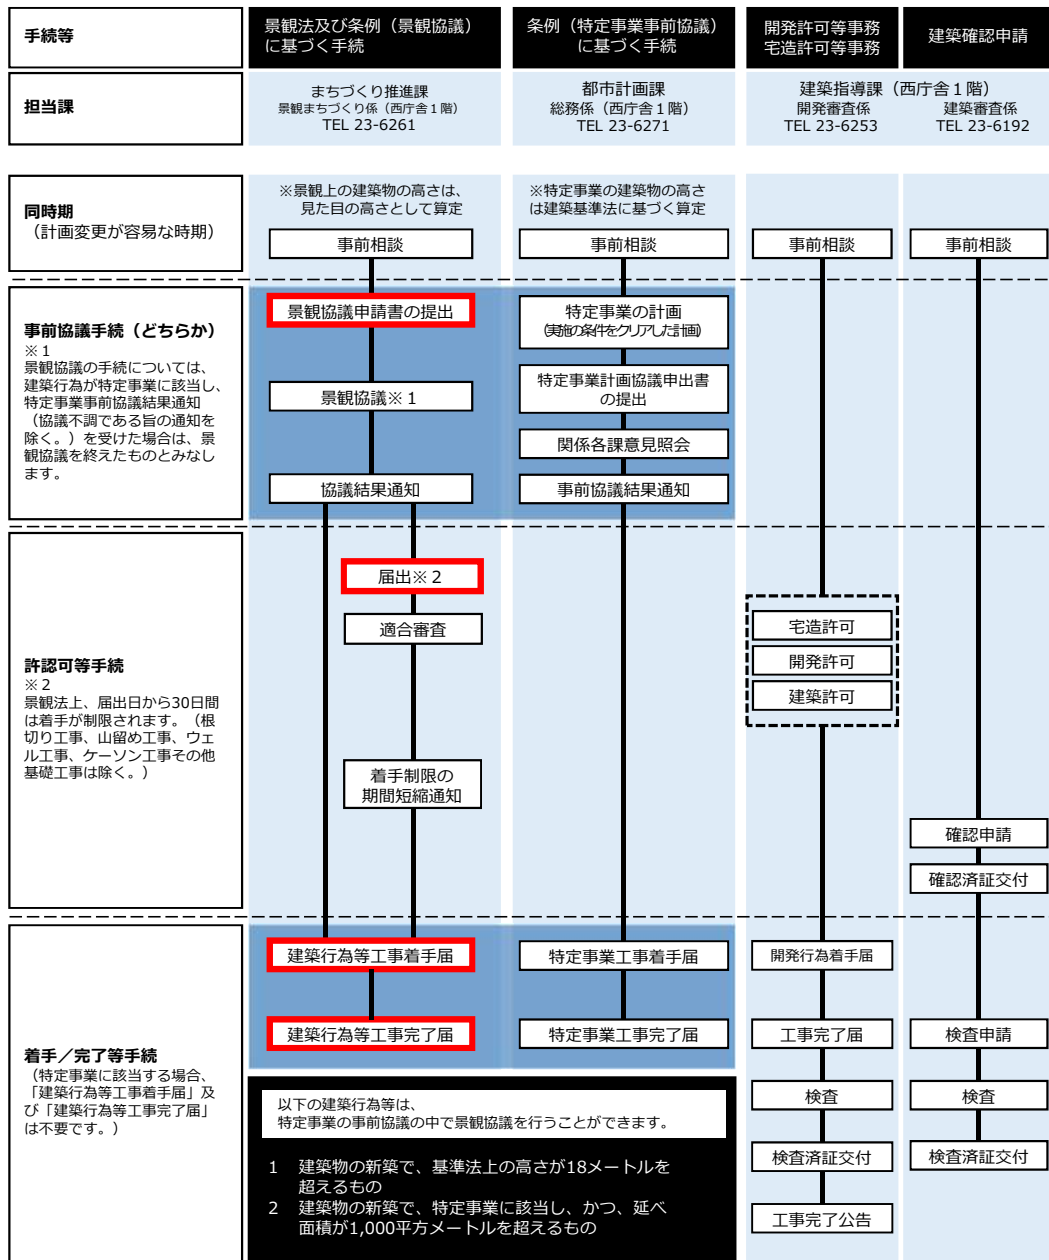 手続等
景観法及び条例（景観協議）
に基づく手続
条例（特定事業事前協議）
に基づく手続
開発許可等事務
宅造許可等事務
建築確認申請
担当課
まちづくり推進課
景観まちづくり係（西庁舎１階）
TEL 23-6261
都市計画課
総務係（西庁舎１階）
TEL 23-6271
建築指導課（西庁舎１階）
開発審査係
TEL 23-6253
建築審査係
TEL 23-6192
同時期
（計画変更が容易な時期）
※景観上の建築物の高さは、
見た目の高さとして算定
事前相談
※特定事業の建築物の高さ
は建築基準法に基づく算定
事前相談
事前相談
事前相談
事前協議手続（どちらか）
※１
景観協議の手続については、
建築行為が特定事業に該当し、
特定事業事前協議結果通知
（協議不調である旨の通知を
除く。）を受けた場合は、景
観協議を終えたものとみなし
ます。
景観協議申請書の提出
景観協議※１
協議結果通知
特定事業の計画
(実施の条件をクリアした計画)
特定事業計画協議申出書
の提出
関係各課意見照会
事前協議結果通知
許認可等手続
※２
景観法上、届出日から30日間
は着手が制限されます。（根
切り工事、山留め工事、ウェ
ル工事、ケーソン工事その他
基礎工事は除く。）
届出※２
適合審査
着手制限の
期間短縮通知
宅造許可
開発許可
建築許可
確認申請
確認済証交付
着手／完了等手続
（特定事業に該当する場合、
「建築行為等工事着手届」及
び「建築行為等工事完了届」
は不要です。）
建築行為等工事着手届
建築行為等工事完了届
特定事業工事着手届
特定事業工事完了届
開発行為着手届
工事完了届
検査
検査済証交付
工事完了公告
検査申請
検査
検査済証交付
以下の建築行為等は、
特定事業の事前協議の中で景観協議を行うことができます。
1 建築物の新築で、基準法上の高さが18メートルを
超えるもの
2 建築物の新築で、特定事業に該当し、かつ、延べ
面積が1,000平方メートルを超えるもの